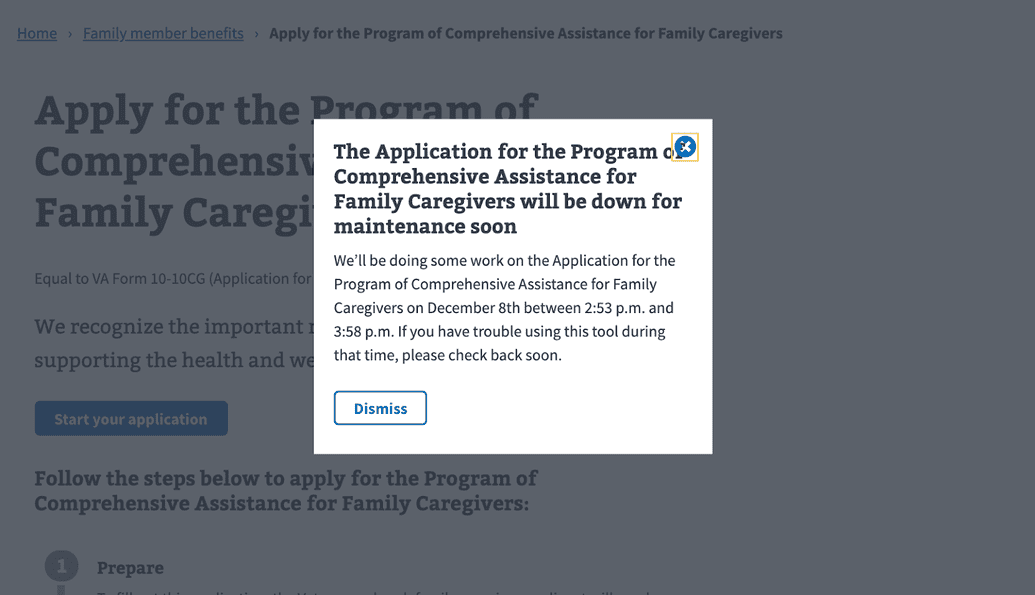 Home › Family member benefits › Apply for the Program of Comprehensive Assistance for Family Caregivers
Apply for the Program of
Comprehensiv
Family Caregi
Equal to VA Form 10-10CG (Application for
We recognize the important
supporting the health and we
Start your application
Follow the steps below to apply for the Program of
Comprehensive Assistance for Family Caregivers:
1 Prepare
The Application for the Program of
Comprehensive Assistance for
Family Caregivers will be down for
maintenance soon
We’ll be doing some work on the Application for the
Program of Comprehensive Assistance for Family
Caregivers on December 8th between 2:53 p.m. and
3:58 p.m. If you have trouble using this tool during
that time, please check back soon.
Dismiss